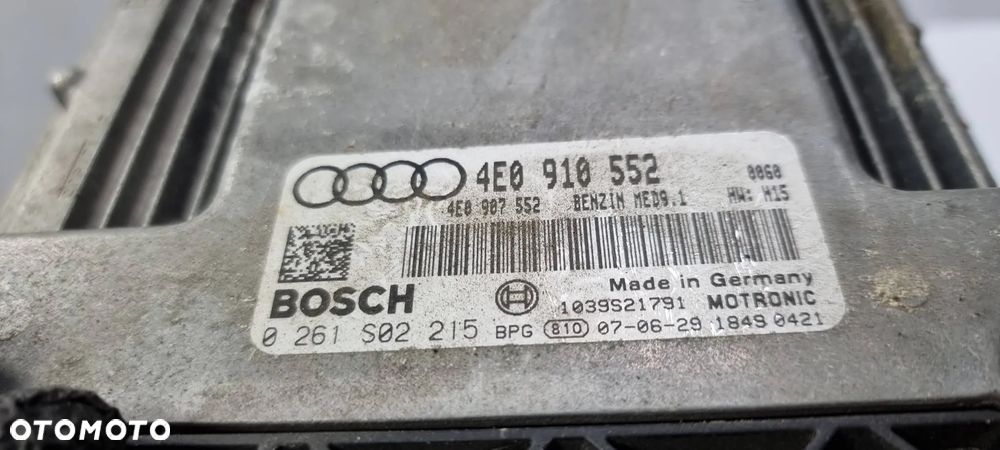 4E0 910 552 0060
4E0 907 552 BENZIN MED9.1 HW: H15
Made in Germany
BOSCH 1039S21791 MOTRONIC
0 261 S02 215 BPG 810 07-06-29 1849 0421
OTOMOTO